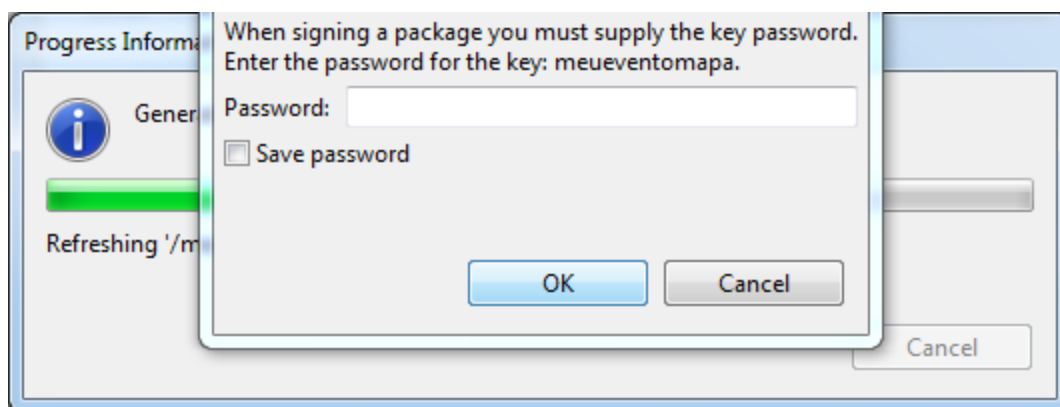 Progress Informa
When signing a package you must supply the key password.
Enter the password for the key: meueventomapa.
Gener
Password:
Save password
Refreshing '/m
OK
Cancel
Cancel